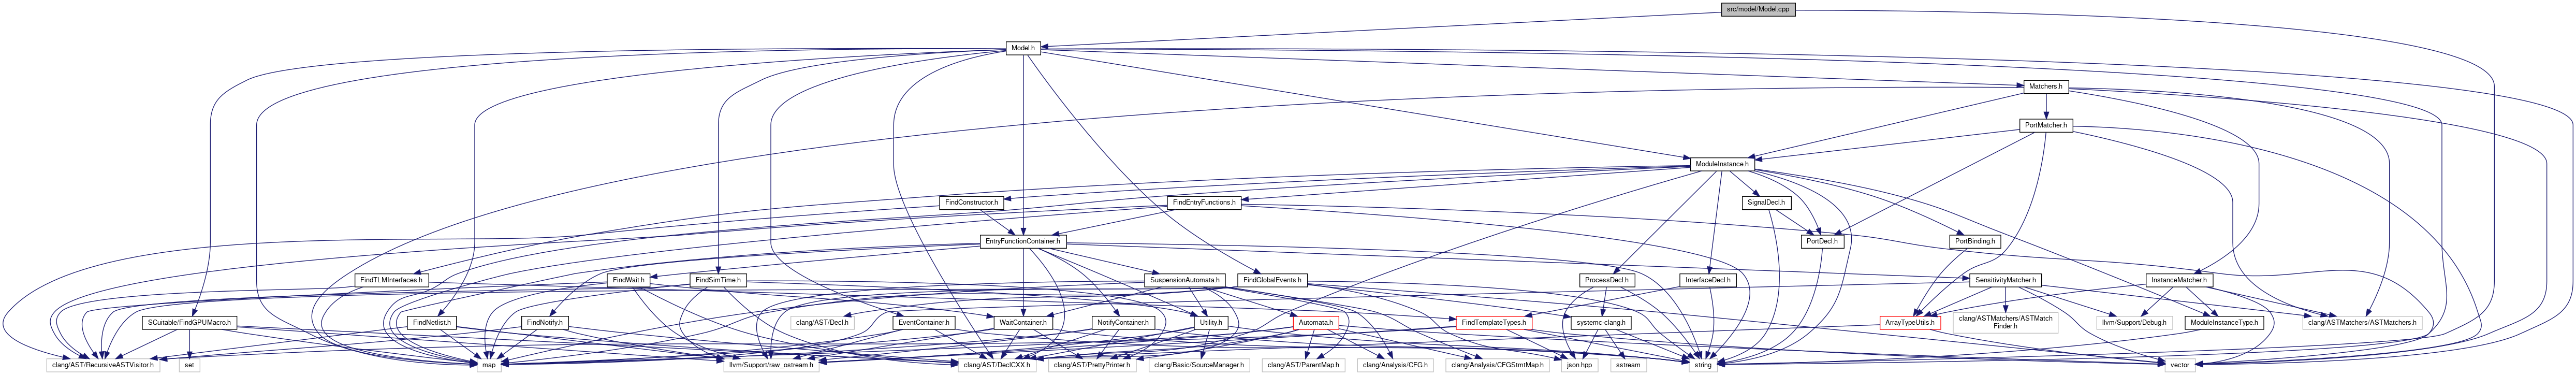 src/model/Model.cpp
Model.h
Matchers.h
PortMatcher.h
ModuleInstance.h
FindConstructor.h
FindEntryFunctions.h
SignalDecl.h
EntryFunctionContainer.h
PortDecl.h
PortBinding.h
FindTLMInterfaces.h
FindWait.h
FindSimTime.h
SuspensionAutomata.h
FindGlobalEvents.h
ProcessDecl.h
InterfaceDecl.h
SensitivityMatcher.h
InstanceMatcher.h
SCuitable/FindGPUMacro.h
FindNetlist.h
FindNotify.h
clang/AST/Decl.h
EventContainer.h
WaitContainer.h
NotifyContainer.h
Utility.h
Automata.h
FindTemplateTypes.h
systemc-clang.h
ArrayTypeUtils.h
clang/ASTMatchers/ASTMatch
Finder.h
llvm/Support/Debug.h
ModuleInstanceType.h
clang/ASTMatchers/ASTMatchers.h
clang/AST/RecursiveASTVisitor.h
set
map
llvm/Support/raw_ostream.h
clang/AST/DeclCXX.h
clang/AST/PrettyPrinter.h
clang/Basic/SourceManager.h
clang/AST/ParentMap.h
clang/Analysis/CFG.h
clang/Analysis/CFGStmtMap.h
json.hpp
sstream
string
vector